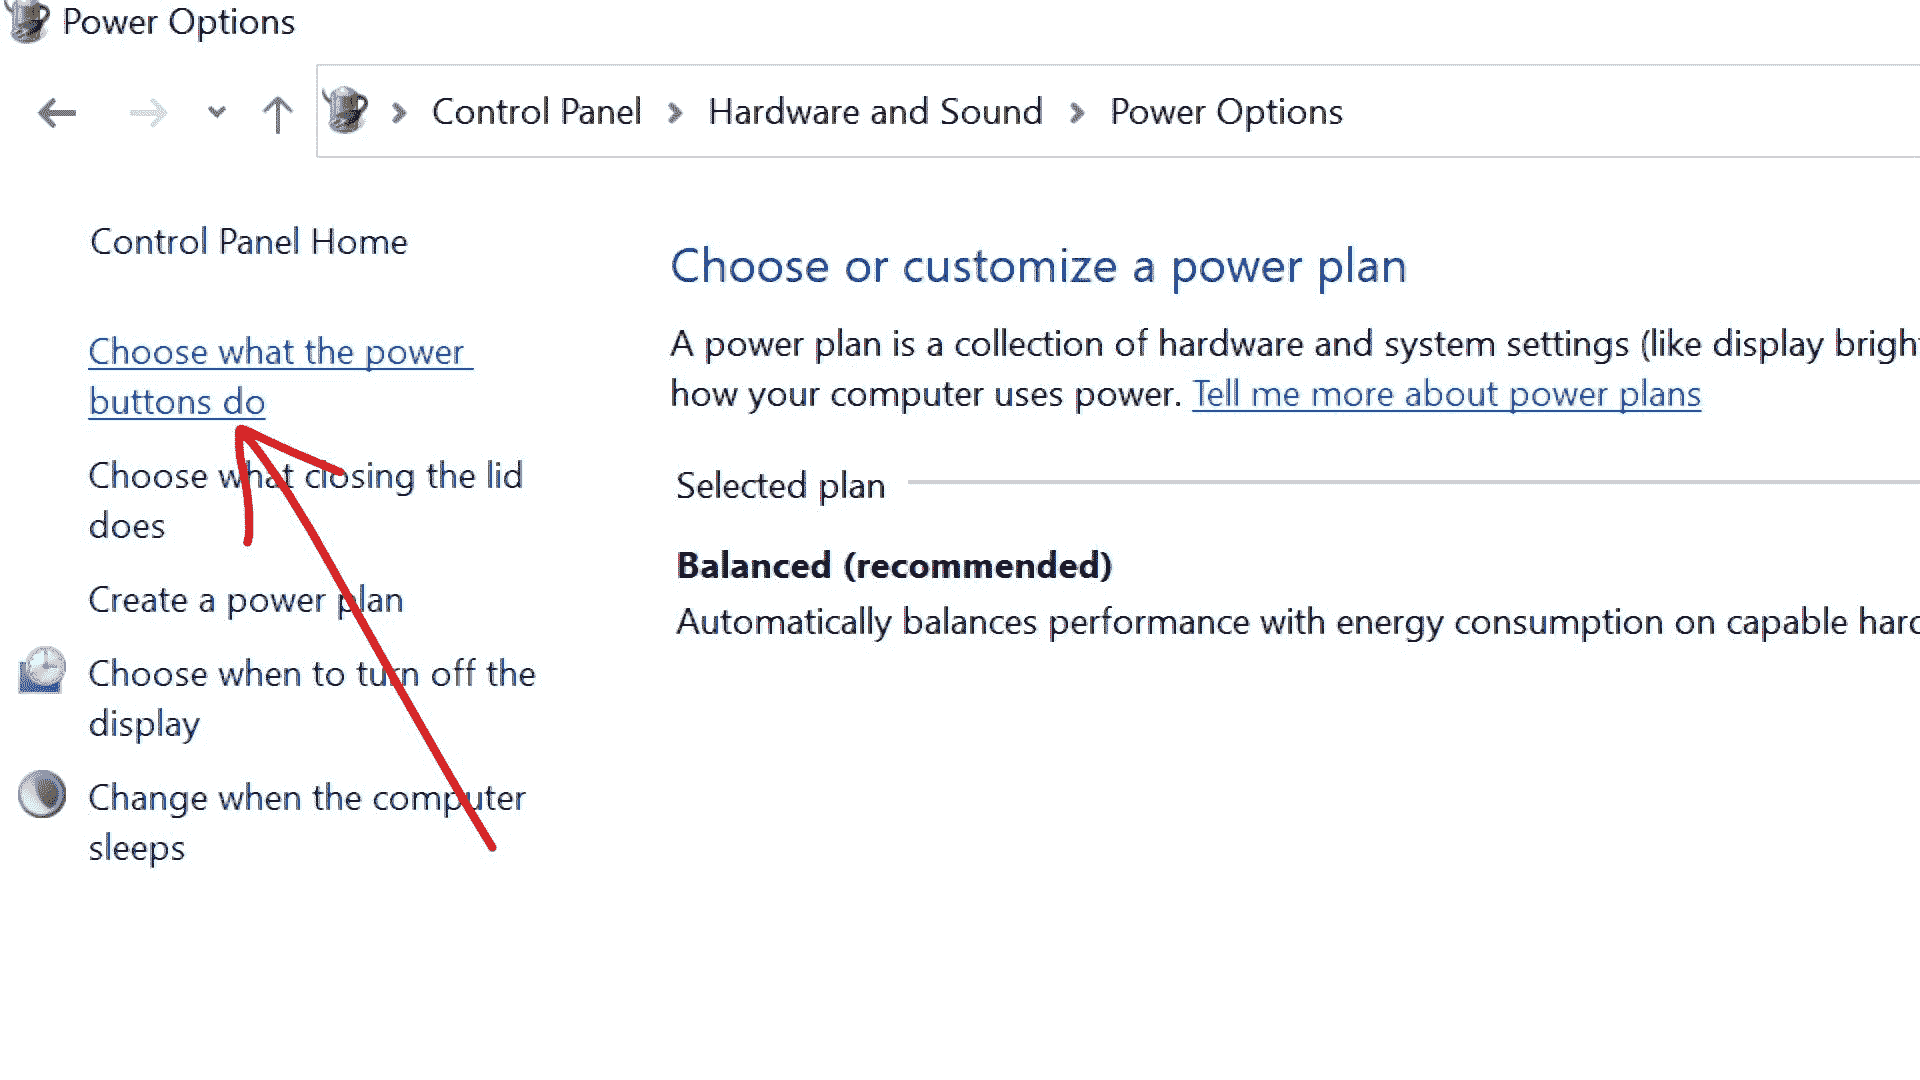 Power Options
Control Panel > Hardware and Sound > Power Options
Control Panel Home
Choose what the power
buttons do
Choose what closing the lid
does
Create a power plan
Choose when to turn off the
display
Change when the computer
sleeps
Choose or customize a power plan
A power plan is a collection of hardware and system settings (like display brigh
how your computer uses power. Tell me more about power plans
Selected plan
Balanced (recommended)
Automatically balances performance with energy consumption on capable harc